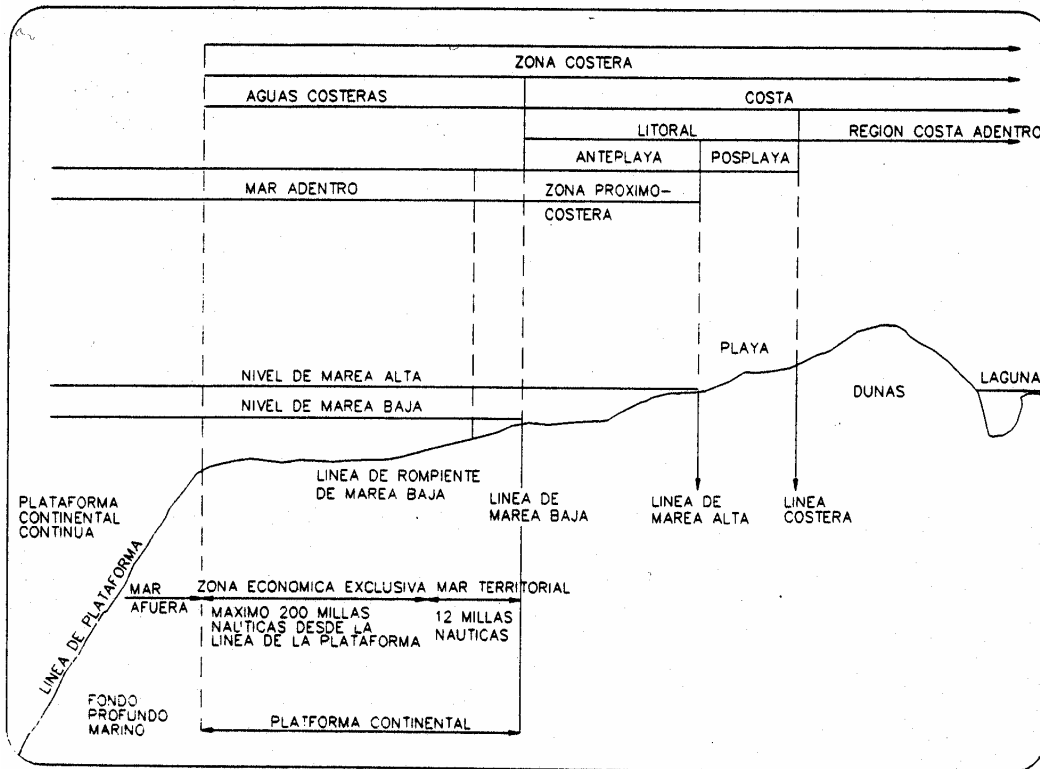 ZONA COSTERA
AGUAS COSTERAS
COSTA
LITORAL
REGION COSTA ADENTRO
ANTEPLAYA
POSPLAYA
MAR ADENTRO
ZONA PROXIMO-
COSTERA
PLAYA
NIVEL DE MAREA ALTA
LAGUNA
DUNAS
NIVEL DE MAREA BAJA
LINEA DE ROMPIENTE
DE MAREA BAJA
PLATAFORMA
CONTINENTAL
CONTINUA
LINEA DE
MAREA BAJA
LINEA DE
MAREA ALTA
LINEA
COSTERA
LINEA DE PLATAFORMA
MAR
AFUERA
ZONA ECONOMICA EXCLUSIVA
MAR TERRITORIAL
MAXIMO 200 MILLAS
NAUTICAS DESDE LA
LINEA DE LA PLATAFORMA
12 MILLAS
NAUTICAS
FONDO
PROFUNDO
MARINO
PLATFORMA CONTINENTAL